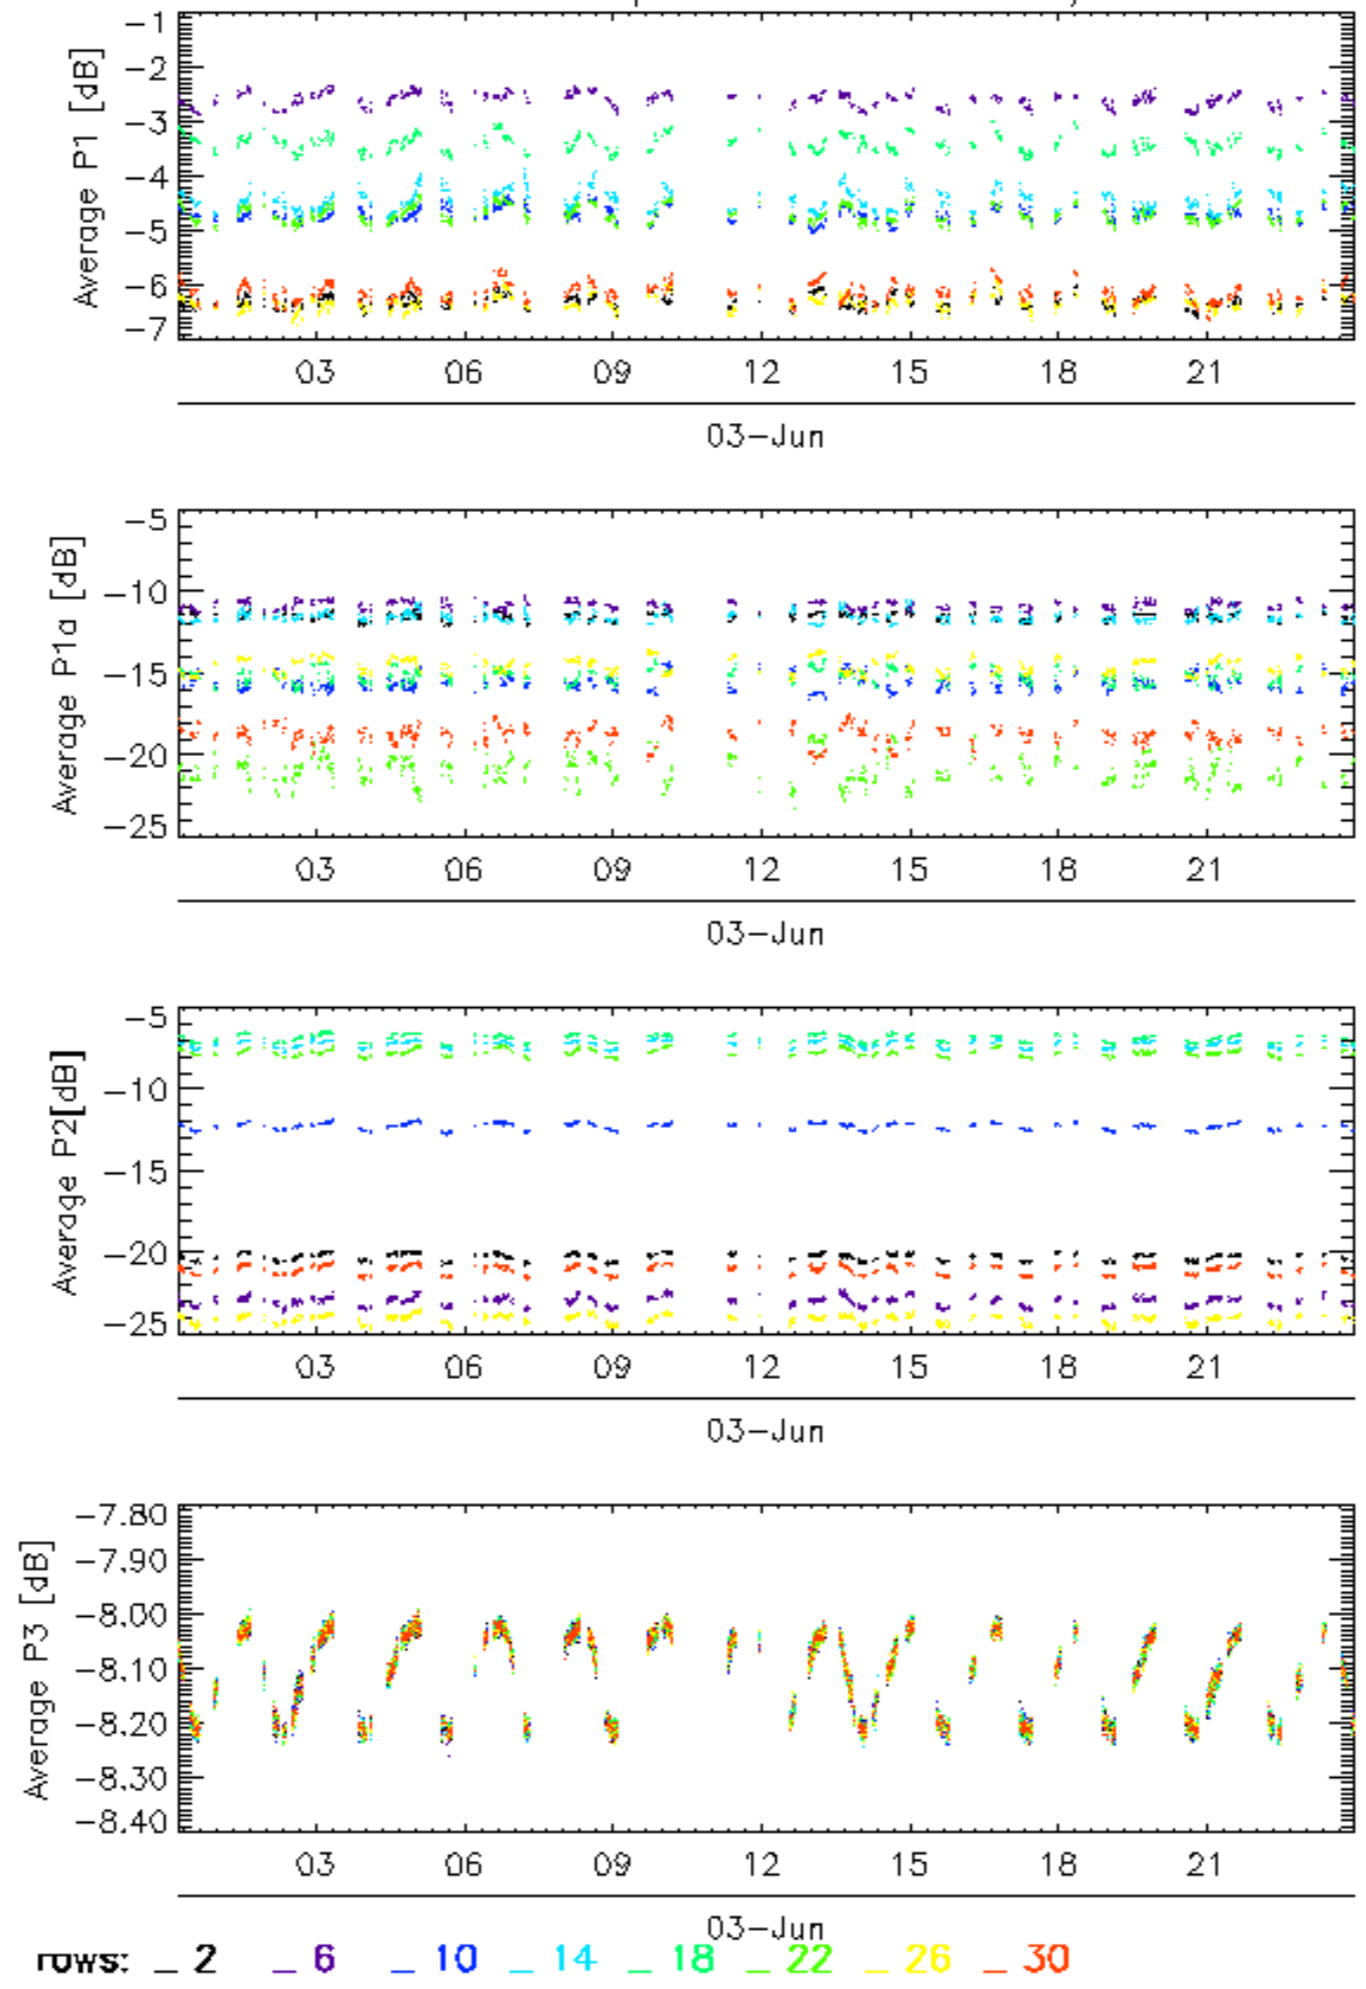 Average P1 [dB]
-1
-2
-3
-4
-5
-6
-7
03 06 09 12 15 18 21
03-Jun
Average P1a [dB]
-5
-10
-15
-20
-25
03 06 09 12 15 18 21
03-Jun
Average P2[dB]
-5
-10
-15
-20
-25
03 06 09 12 15 18 21
03-Jun
Average P3 [dB]
-7.80
-7.90
-8.00
-8.10
-8.20
-8.30
-8.40
03 06 09 12 15 18 21
03-Jun
rows: _ 2 _ 6 _ 10 _ 14 _ 18 _ 22 _ 26 _ 30